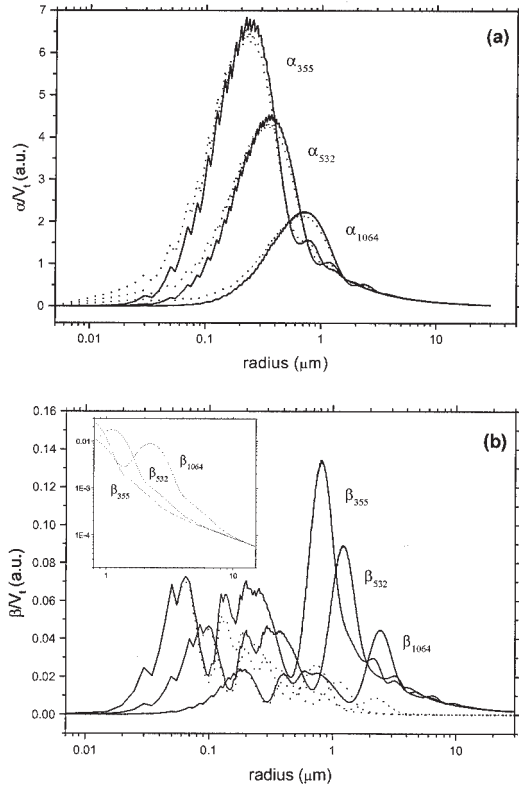 (a)
α/Vt (a.u.)
7
6
5
4
3
2
1
0
α355
α532
α1064
0.01 0.1 1 10
radius (μm)
(b)
β/Vt (a.u.)
0.16
0.14
0.12
0.10
0.08
0.06
0.04
0.02
0.00
0.01
1E-3
1E-4
β355
β532
β1064
1 10
β355
β532
β1064
0.01 0.1 1 10
radius (μm)